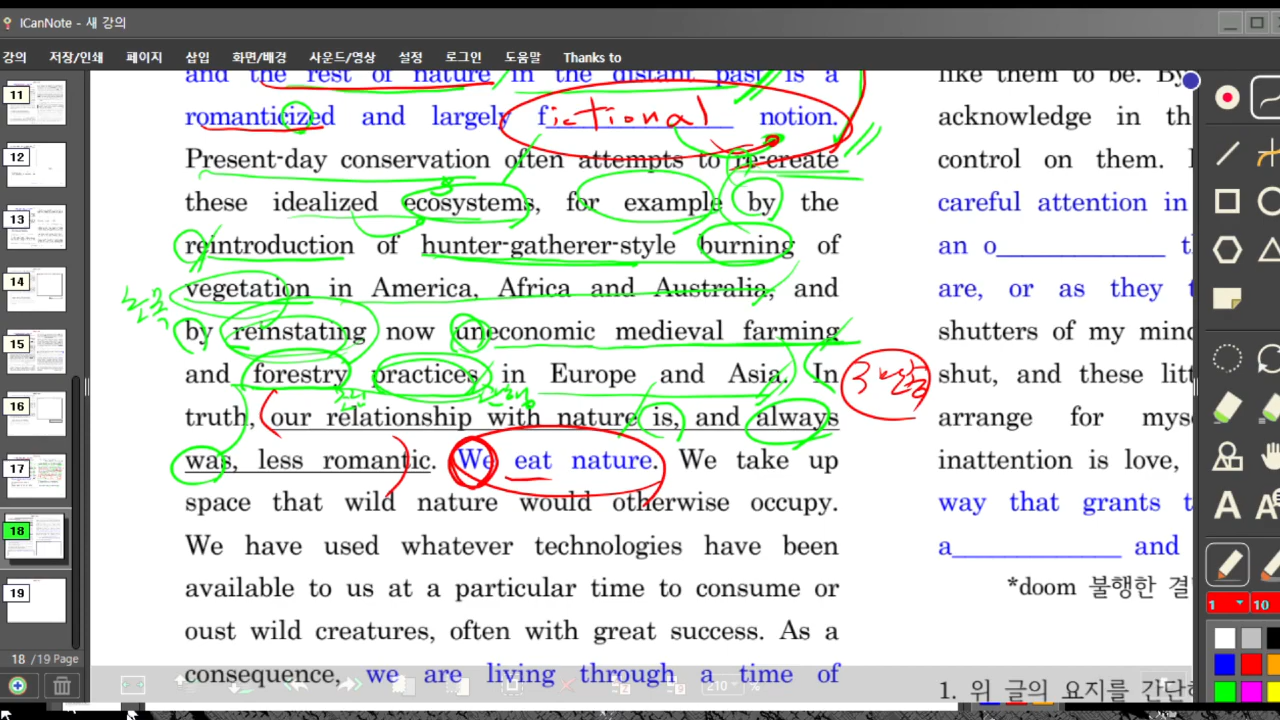 ICanNote - 새 강의
강의 저장/인쇄 페이지 삽입 화면/배경 사운드/영상 설정 로그인 도움말 Thanks to
11
12
13
14
15
16
17
18
19
18 /19 Page
and the rest of nature in the distant past is a
romanticized and largely fictional notion.
Present-day conservation often attempts to re-create
these idealized ecosystems, for example by the
reintroduction of hunter-gatherer-style burning of
vegetation in America, Africa and Australia, and
by reinstating now uneconomic medieval farming
and forestry practices in Europe and Asia. In
truth, our relationship with nature is, and always
was, less romantic. We eat nature. We take up
space that wild nature would otherwise occupy.
We have used whatever technologies have been
available to us at a particular time to consume or
oust wild creatures, often with great success. As a
consequence, we are living through a time of
210 %
like them to be. By
acknowledge in th
control on them. 
careful attention in
an o____________ th
are, or as they t
shutters of my mind
shut, and these litt
arrange for myse
inattention is love,
way that grants t
a____________ and
*doom 불행한 결
1. 위 글의 요지를 간단히
A
1 10